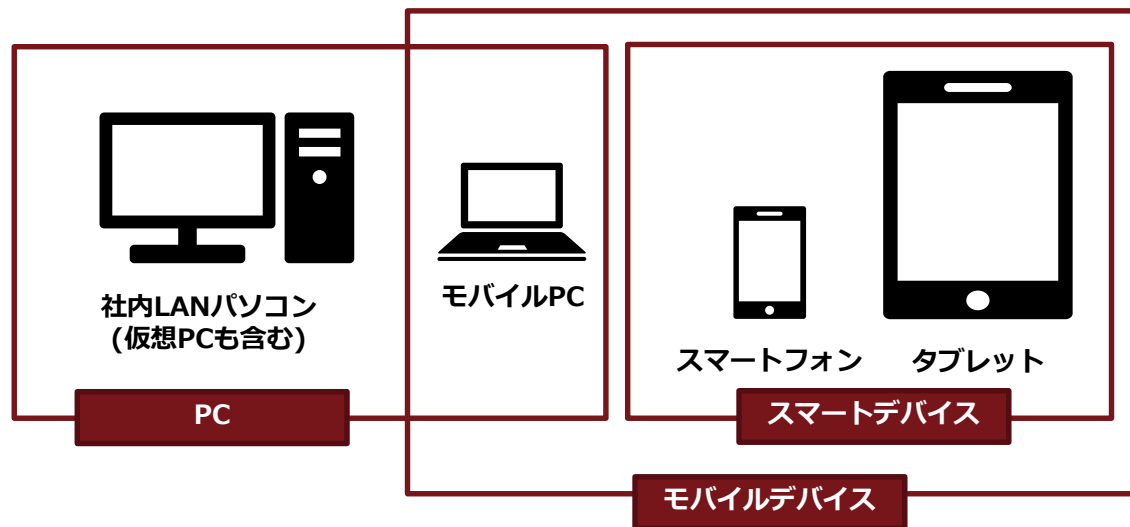 社内LANパソコン
(仮想PCも含む)
モバイルPC
スマートフォン
タブレット
PC
スマートデバイス
モバイルデバイス